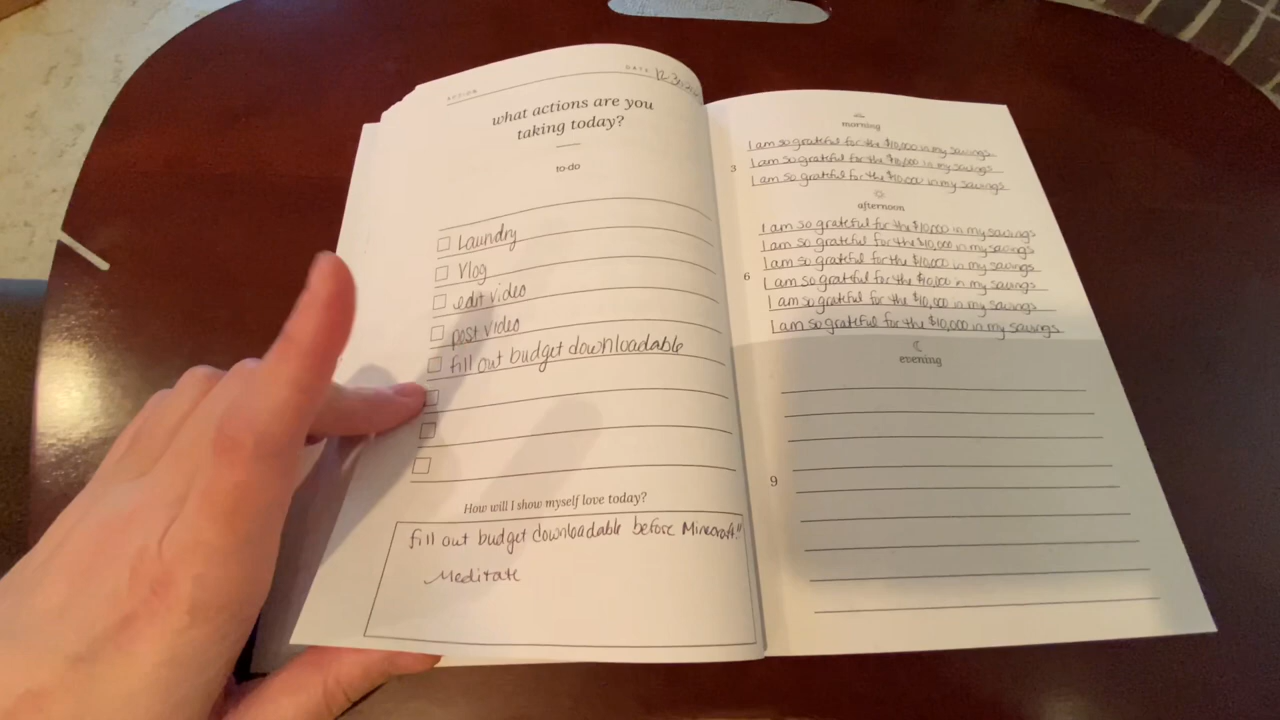 DATE
what actions are you
taking today?
to-do
Laundry
Vlog
edit video
post video
fill out budget downloadable
How will I show myself love today?
fill out budget downloadable before Minecraft!!
Meditate
morning
I am so grateful for the $10,000 in my savings
3 I am so grateful for the $10,000 in my savings
I am so grateful for the $10,000 in my savings
afternoon
I am so grateful for the $10,000 in my savings
I am so grateful for the $10,000 in my savings
I am so grateful for the $10,000 in my savings
6 I am so grateful for the $10,000 in my savings
I am so grateful for the $10,000 in my savings
I am so grateful for the $10,000 in my savings
evening
9